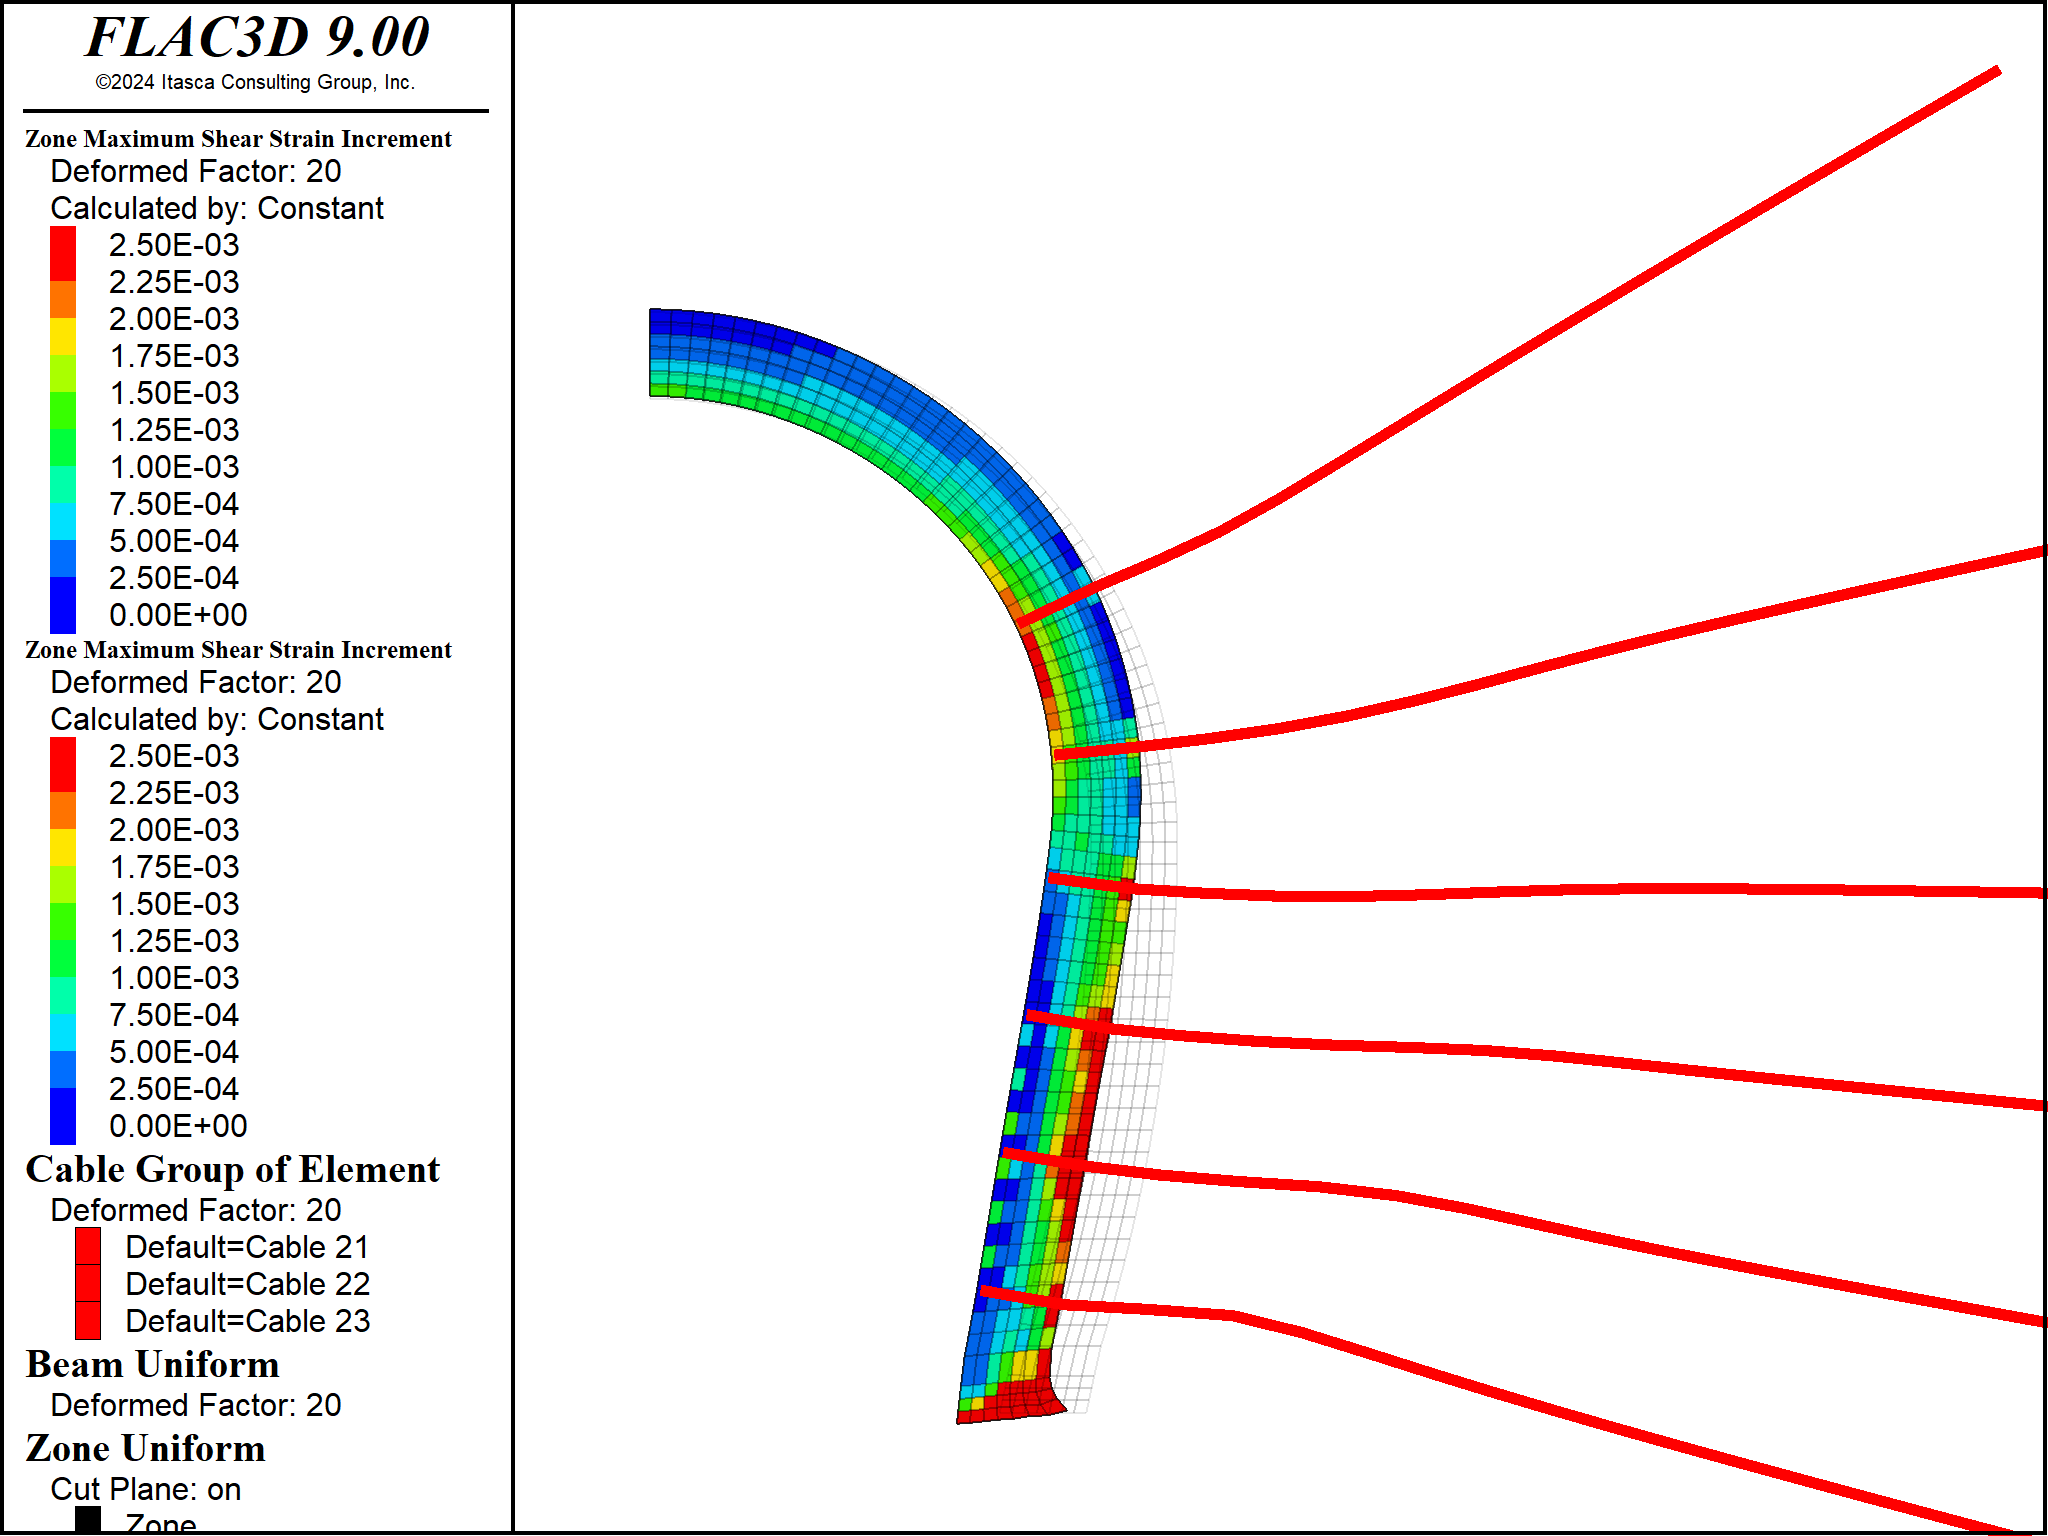 FLAC3D 9.00
©2024 Itasca Consulting Group, Inc.
Zone Maximum Shear Strain Increment
Deformed Factor: 20
Calculated by: Constant
2.50E-03
2.25E-03
2.00E-03
1.75E-03
1.50E-03
1.25E-03
1.00E-03
7.50E-04
5.00E-04
2.50E-04
0.00E+00
Zone Maximum Shear Strain Increment
Deformed Factor: 20
Calculated by: Constant
2.50E-03
2.25E-03
2.00E-03
1.75E-03
1.50E-03
1.25E-03
1.00E-03
7.50E-04
5.00E-04
2.50E-04
0.00E+00
Cable Group of Element
Deformed Factor: 20
Default=Cable 21
Default=Cable 22
Default=Cable 23
Beam Uniform
Deformed Factor: 20
Zone Uniform
Cut Plane: on
Zone